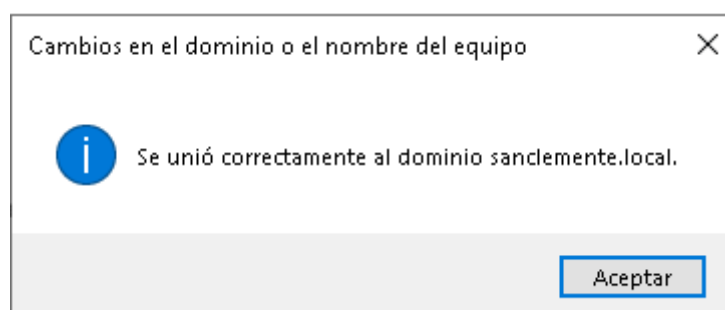 Cambios en el dominio o el nombre del equipo
Se unió correctamente al dominio sanclemente.local.
Aceptar